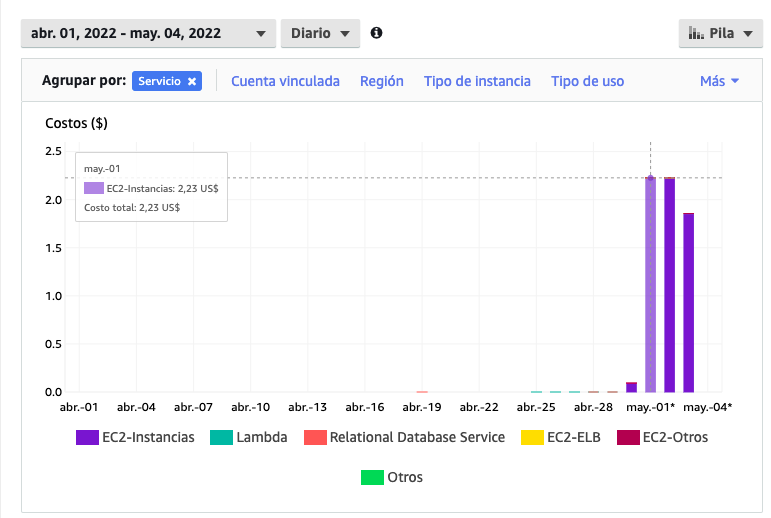 abr. 01, 2022 - may. 04, 2022 Diario Pila
Agrupar por: Servicio Cuenta vinculada Región Tipo de instancia Tipo de uso Más
Costos ($)
2.5
may.-01
EC2-Instancias: 2,23 US$
2.0
Costo total: 2,23 US$
1.5
1.0
0.5
0.0
abr.-01 abr.-04 abr.-07 abr.-10 abr.-13 abr.-16 abr.-19 abr.-22 abr.-25 abr.-28 may.-01* may.-04*
EC2-Instancias Lambda Relational Database Service EC2-ELB EC2-Otros
Otros